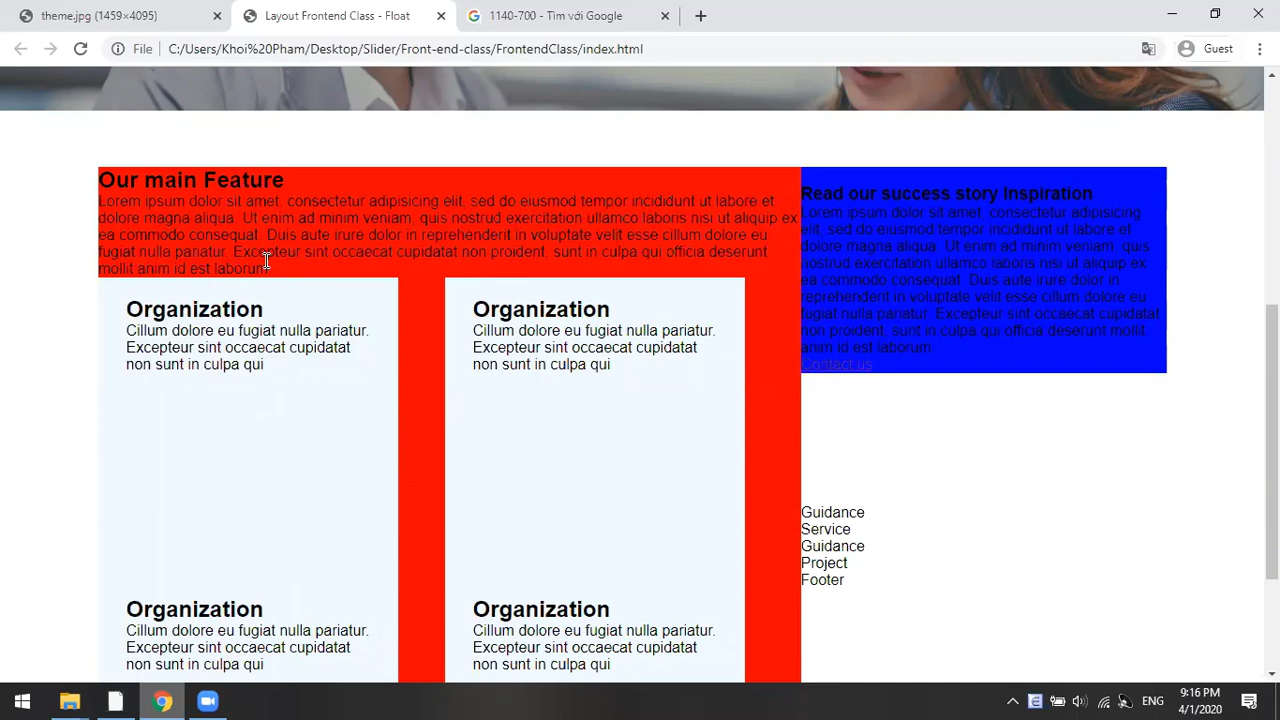 theme.jpg (1459×4095)
Layout Frontend Class - Float
1140-700 - Tìm với Google
File
C:/Users/Khoi%20Pham/Desktop/Slider/Front-end-class/FrontendClass/index.html
Guest
Our main Feature
Lorem ipsum dolor sit amet, consectetur adipisicing elit, sed do eiusmod tempor incididunt ut labore et
dolore magna aliqua. Ut enim ad minim veniam, quis nostrud exercitation ullamco laboris nisi ut aliquip ex
ea commodo consequat. Duis aute irure dolor in reprehenderit in voluptate velit esse cillum dolore eu
fugiat nulla pariatur. Excepteur sint occaecat cupidatat non proident, sunt in culpa qui officia deserunt
mollit anim id est laborum.
Organization
Cillum dolore eu fugiat nulla pariatur.
Excepteur sint occaecat cupidatat
non sunt in culpa qui
Organization
Cillum dolore eu fugiat nulla pariatur.
Excepteur sint occaecat cupidatat
non sunt in culpa qui
Organization
Cillum dolore eu fugiat nulla pariatur.
Excepteur sint occaecat cupidatat
non sunt in culpa qui
Organization
Cillum dolore eu fugiat nulla pariatur.
Excepteur sint occaecat cupidatat
non sunt in culpa qui
Read our success story Inspiration
Lorem ipsum dolor sit amet, consectetur adipisicing
elit, sed do eiusmod tempor incididunt ut labore et
dolore magna aliqua. Ut enim ad minim veniam, quis
nostrud exercitation ullamco laboris nisi ut aliquip ex
ea commodo consequat. Duis aute irure dolor in
reprehenderit in voluptate velit esse cillum dolore eu
fugiat nulla pariatur. Excepteur sint occaecat cupidatat
non proident, sunt in culpa qui officia deserunt mollit
anim id est laborum.
Contect us
Guidance
Service
Guidance
Project
Footer
ENG
9:16 PM
4/1/2020